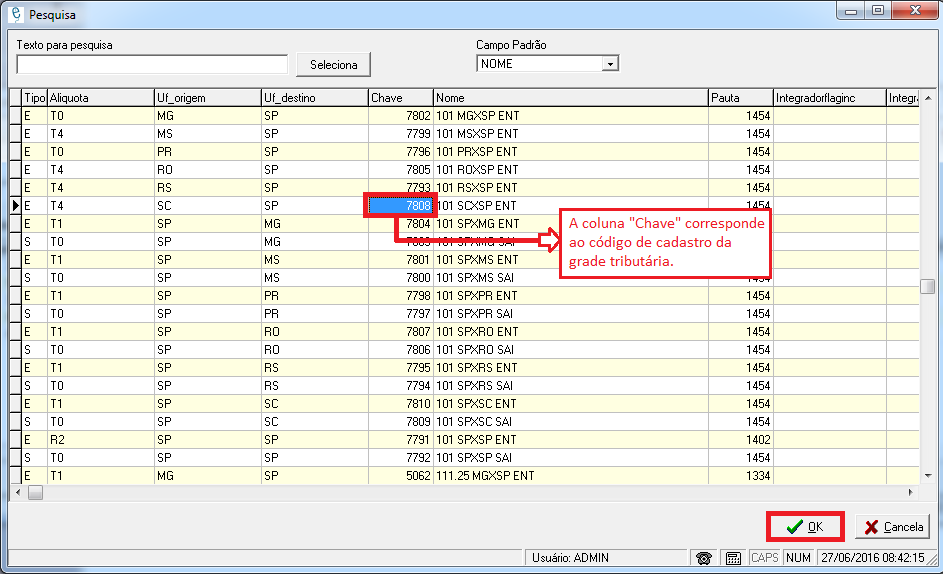 Pesquisa
Texto para pesquisa
Campo Padrão
Seleciona
NOME
Tipo Aliquota Uf_origem Uf_destino Chave Nome Pauta Integradorflaginc
E T0 MG SP 7802 101 MGXSP ENT 1454
E T4 MS SP 7799 101 MSXSP ENT 1454
E T0 PR SP 7796 101 PRXSP ENT 1454
E T4 RO SP 7805 101 ROXSP ENT 1454
E T4 RS SP 7793 101 RSXSP ENT 1454
E T4 SC SP 7808 101 SCXSP ENT 1454
E T1 SP MG 7804 101 SPXMG ENT
S T0 SP MG 101 SPXMG SAI
E T1 SP MS 7801 101 SPXMS ENT
S T0 SP MS 7800 101 SPXMS SAI 1454
E T1 SP PR 7798 101 SPXPR ENT 1454
S T0 SP PR 7797 101 SPXPR SAI 1454
E T1 SP RO 7807 101 SPXRO ENT 1454
S T0 SP RO 7806 101 SPXRO SAI 1454
E T1 SP RS 7795 101 SPXRS ENT 1454
S T0 SP RS 7794 101 SPXRS SAI 1454
E T1 SP SC 7810 101 SPXSC ENT 1454
S T0 SP SC 7809 101 SPXSC SAI 1454
E R2 SP SP 7791 101 SPXSP ENT 1402
S T0 SP SP 7792 101 SPXSP SAI 1454
E T1 MG SP 5062 111.25 MGXSP ENT 1334
A coluna "Chave" corresponde
ao código de cadastro da
grade tributária.
OK
Cancela
Usuário: ADMIN
CAPS
NUM
27/06/2016 08:42:15